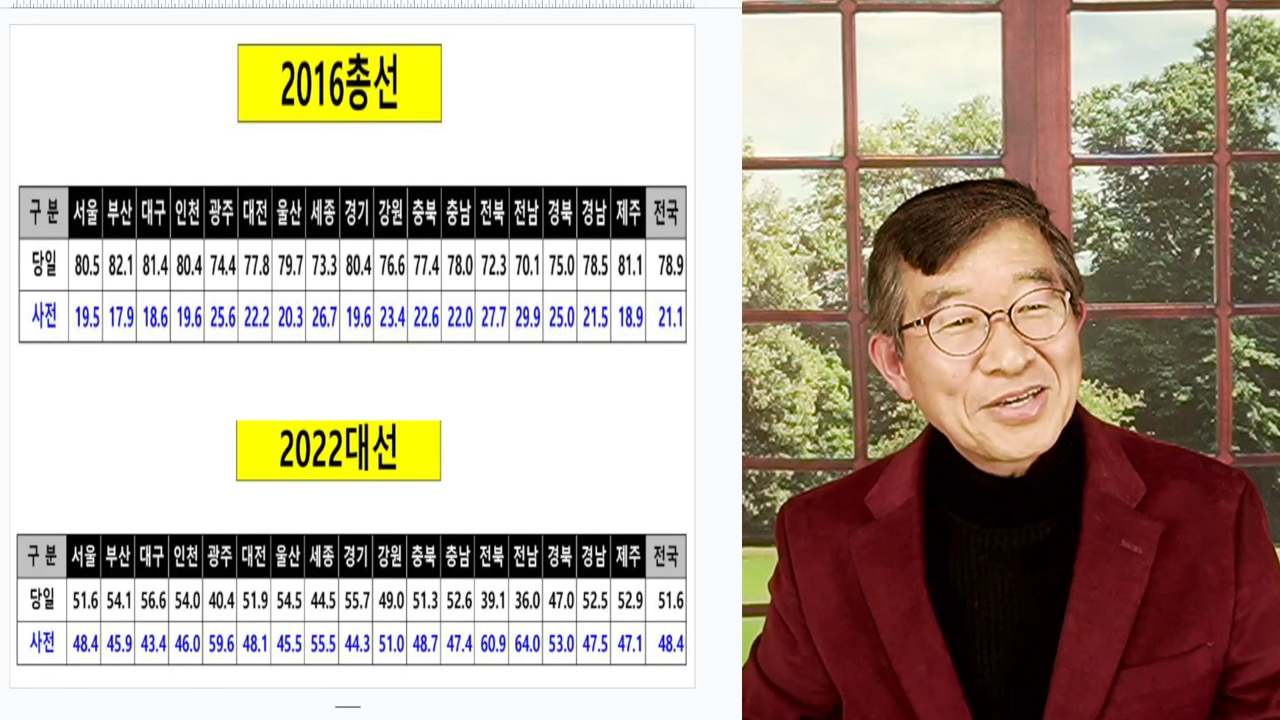 2016총선
구 분 서울 부산 대구 인천 광주 대전 울산 세종 경기 강원 충북 충남 전북 전남 경북 경남 제주 전국
당일 80.5 82.1 81.4 80.4 74.4 77.8 79.7 73.3 80.4 76.6 77.4 78.0 72.3 70.1 75.0 78.5 81.1 78.9
사전 19.5 17.9 18.6 19.6 25.6 22.2 20.3 26.7 19.6 23.4 22.6 22.0 27.7 29.9 25.0 21.5 18.9 21.1
2022대선
구 분 서울 부산 대구 인천 광주 대전 울산 세종 경기 강원 충북 충남 전북 전남 경북 경남 제주 전국
당일 51.6 54.1 56.6 54.0 40.4 51.9 54.5 44.5 55.7 49.0 51.3 52.6 39.1 36.0 47.0 52.5 52.9 51.6
사전 48.4 45.9 43.4 46.0 59.6 48.1 45.5 55.5 44.3 51.0 48.7 47.4 60.9 64.0 53.0 47.5 47.1 48.4